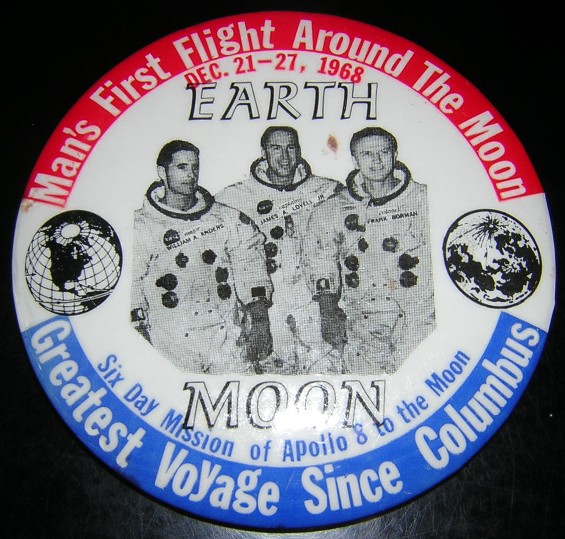 Man's First Flight Around The Moon
DEC. 21-27, 1968
EARTH
WILLIAM A. ANDERS
JAMES A. LOVELL JR
FRANK BORMAN
MOON
Six Day Mission of Apollo 8 to the Moon
Greatest Voyage Since Columbus